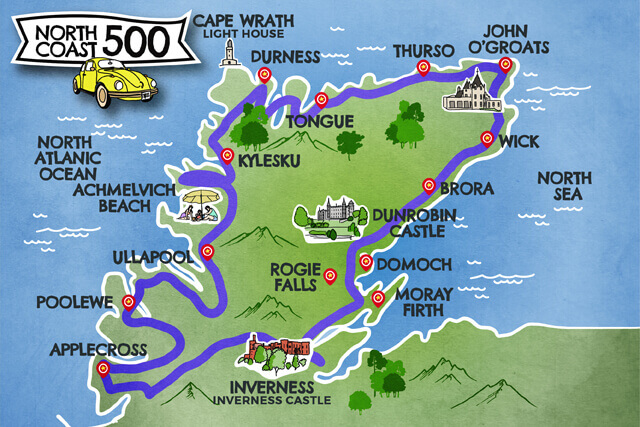 NORTH
COAST 500
CAPE WRATH
LIGHT HOUSE
DURNESS
THURSO
JOHN
O'GROATS
TONGUE
WICK
NORTH
ATLANIC
OCEAN
KYLESKU
ACHMELVICH
BEACH
BRORA
NORTH
SEA
DUNROBIN
CASTLE
ULLAPOOL
ROGIE
FALLS
DOMOCH
POOLEWE
MORAY
FIRTH
APPLECROSS
INVERNESS
INVERNESS CASTLE